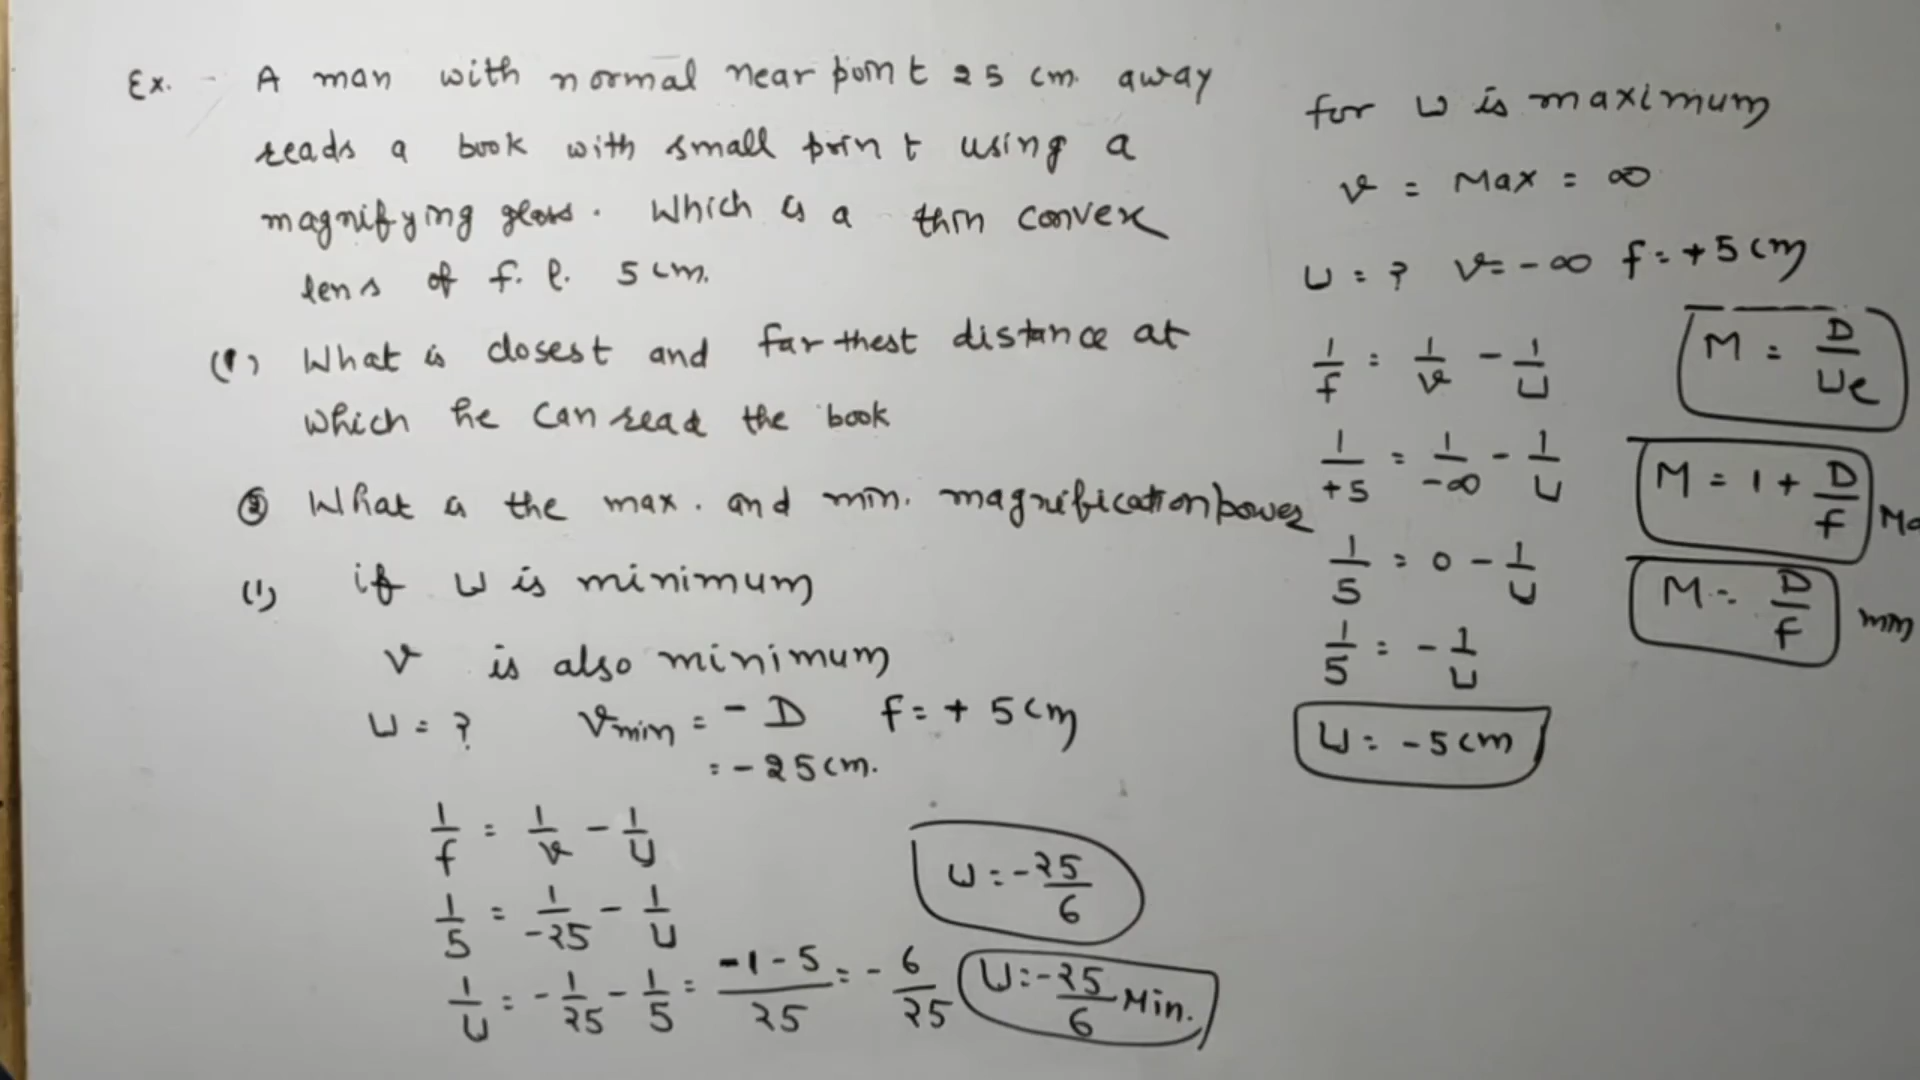 Ex. - A man with normal near point 25 cm. away
reads a book with small print using a
magnifying glass. Which is a thin convex
lens of f. l. 5 cm.
(1) What is closest and farthest distance at
which he can read the book
② What is the max. and min. magnification/power
(1) if u is minimum
v is also minimum
u = ? vmin = - D f = + 5 cm
= - 25 cm.
1/f = 1/v - 1/u
1/5 = 1/-25 - 1/u
1/u = - 1/25 - 1/5 = -1-5/25 = - 6/25
u = - 25/6
u = - 25/6 Min.
for u is maximum
v = Max = ∞
u = ? v = - ∞ f = + 5 cm
1/f = 1/v - 1/u
1/+5 = 1/-∞ - 1/u
1/5 = 0 - 1/u
1/5 = - 1/u
u = - 5 cm
M = D/ue
M = 1 + D/f
M = D/f min